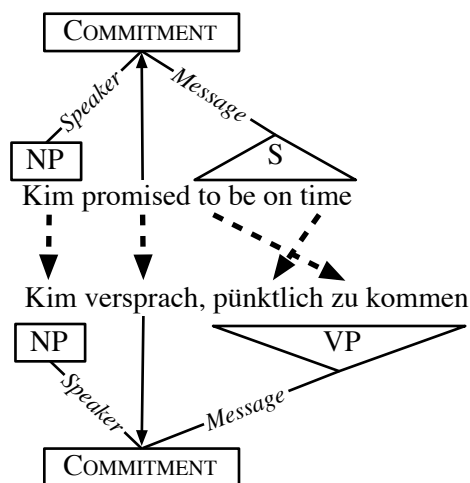 COMMITMENT
Speaker Message
NP S
Kim promised to be on time
Kim versprach, pünktlich zu kommen
NP VP
Speaker Message
COMMITMENT